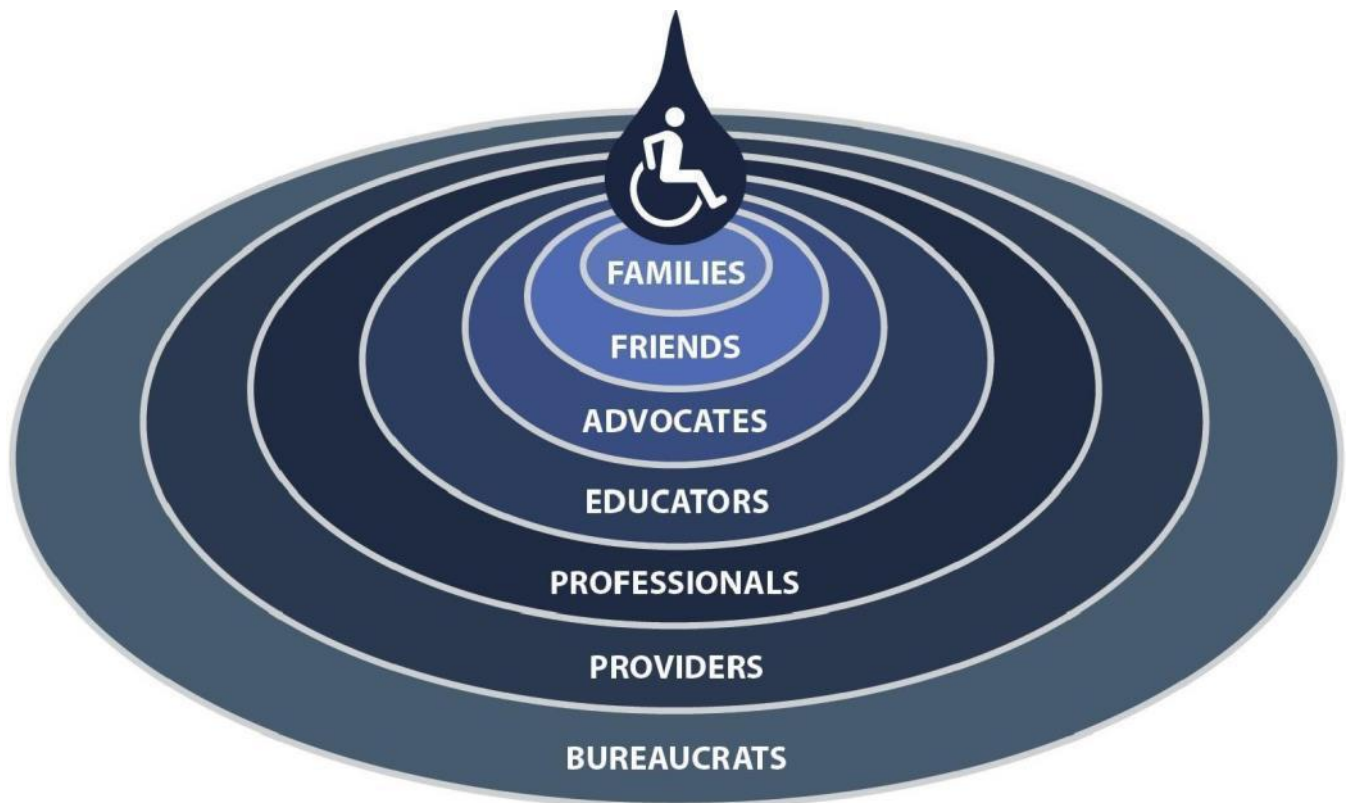 FAMILIES
FRIENDS
ADVOCATES
EDUCATORS
PROFESSIONALS
PROVIDERS
BUREAUCRATS